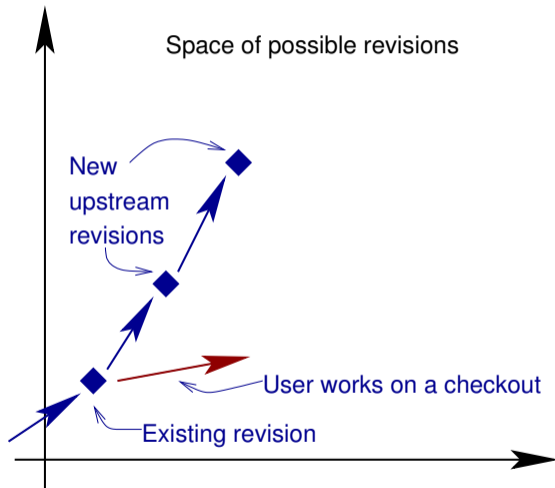 Space of possible revisions
New
upstream
revisions
User works on a checkout
Existing revision